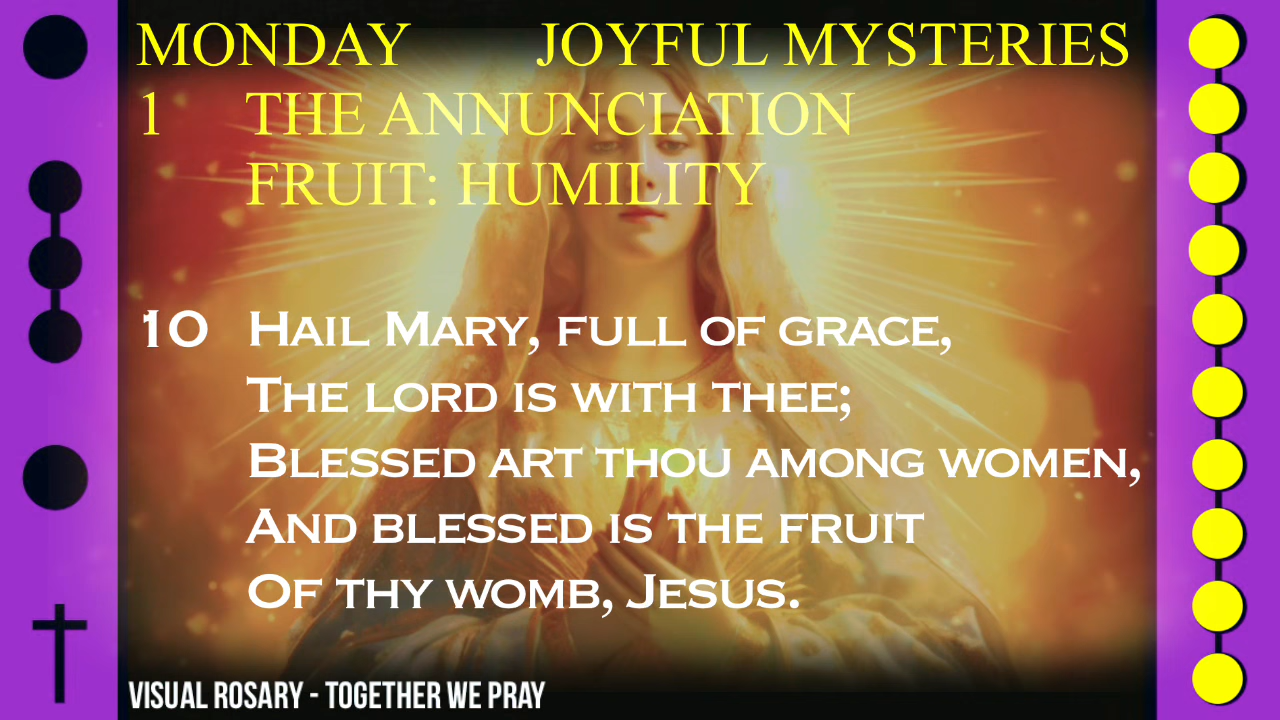 MONDAY JOYFUL MYSTERIES
1 THE ANNUNCIATION
FRUIT: HUMILITY
10 HAIL MARY, FULL OF GRACE,
THE LORD IS WITH THEE;
BLESSED ART THOU AMONG WOMEN,
AND BLESSED IS THE FRUIT
OF THY WOMB, JESUS.
VISUAL ROSARY - TOGETHER WE PRAY